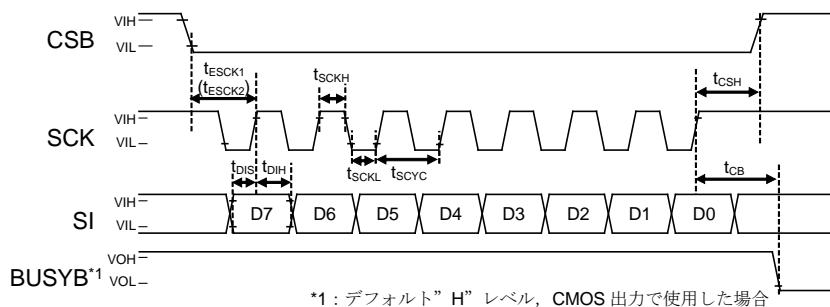 VIH
CSB
VIL
tESCK1
(tESCK2)
tSCKH
tCSH
VIH
SCK
VIL
tDIS
tDIH
tSCKL
tSCYC
tCB
VIH
SI
VIL
D7 D6 D5 D4 D3 D2 D1 D0
VOH
BUSYB*1
VOL
*1：デフォルト” H” レベル，CMOS 出力で使用した場合